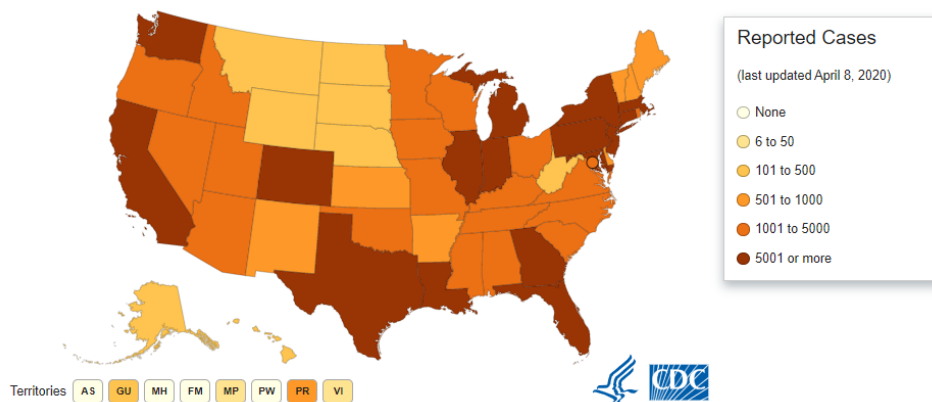 Reported Cases
(last updated April 8, 2020)
None
6 to 50
101 to 500
501 to 1000
1001 to 5000
5001 or more
Territories AS GU MH FM MP PW PR VI
CDC